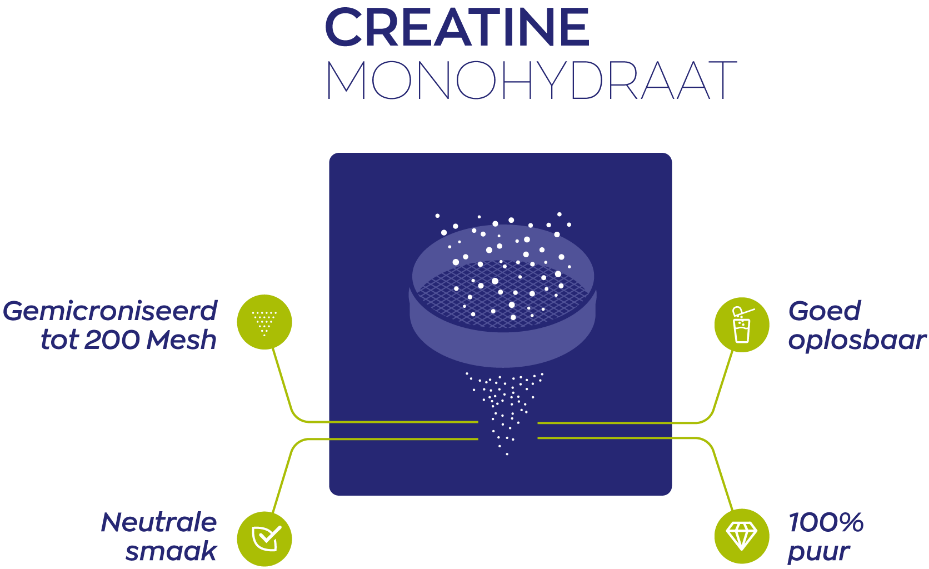 CREATINE
MONOHYDRAAT
Gemicroniseerd
tot 200 Mesh
Goed
oplosbaar
Neutrale
smaak
100%
puur